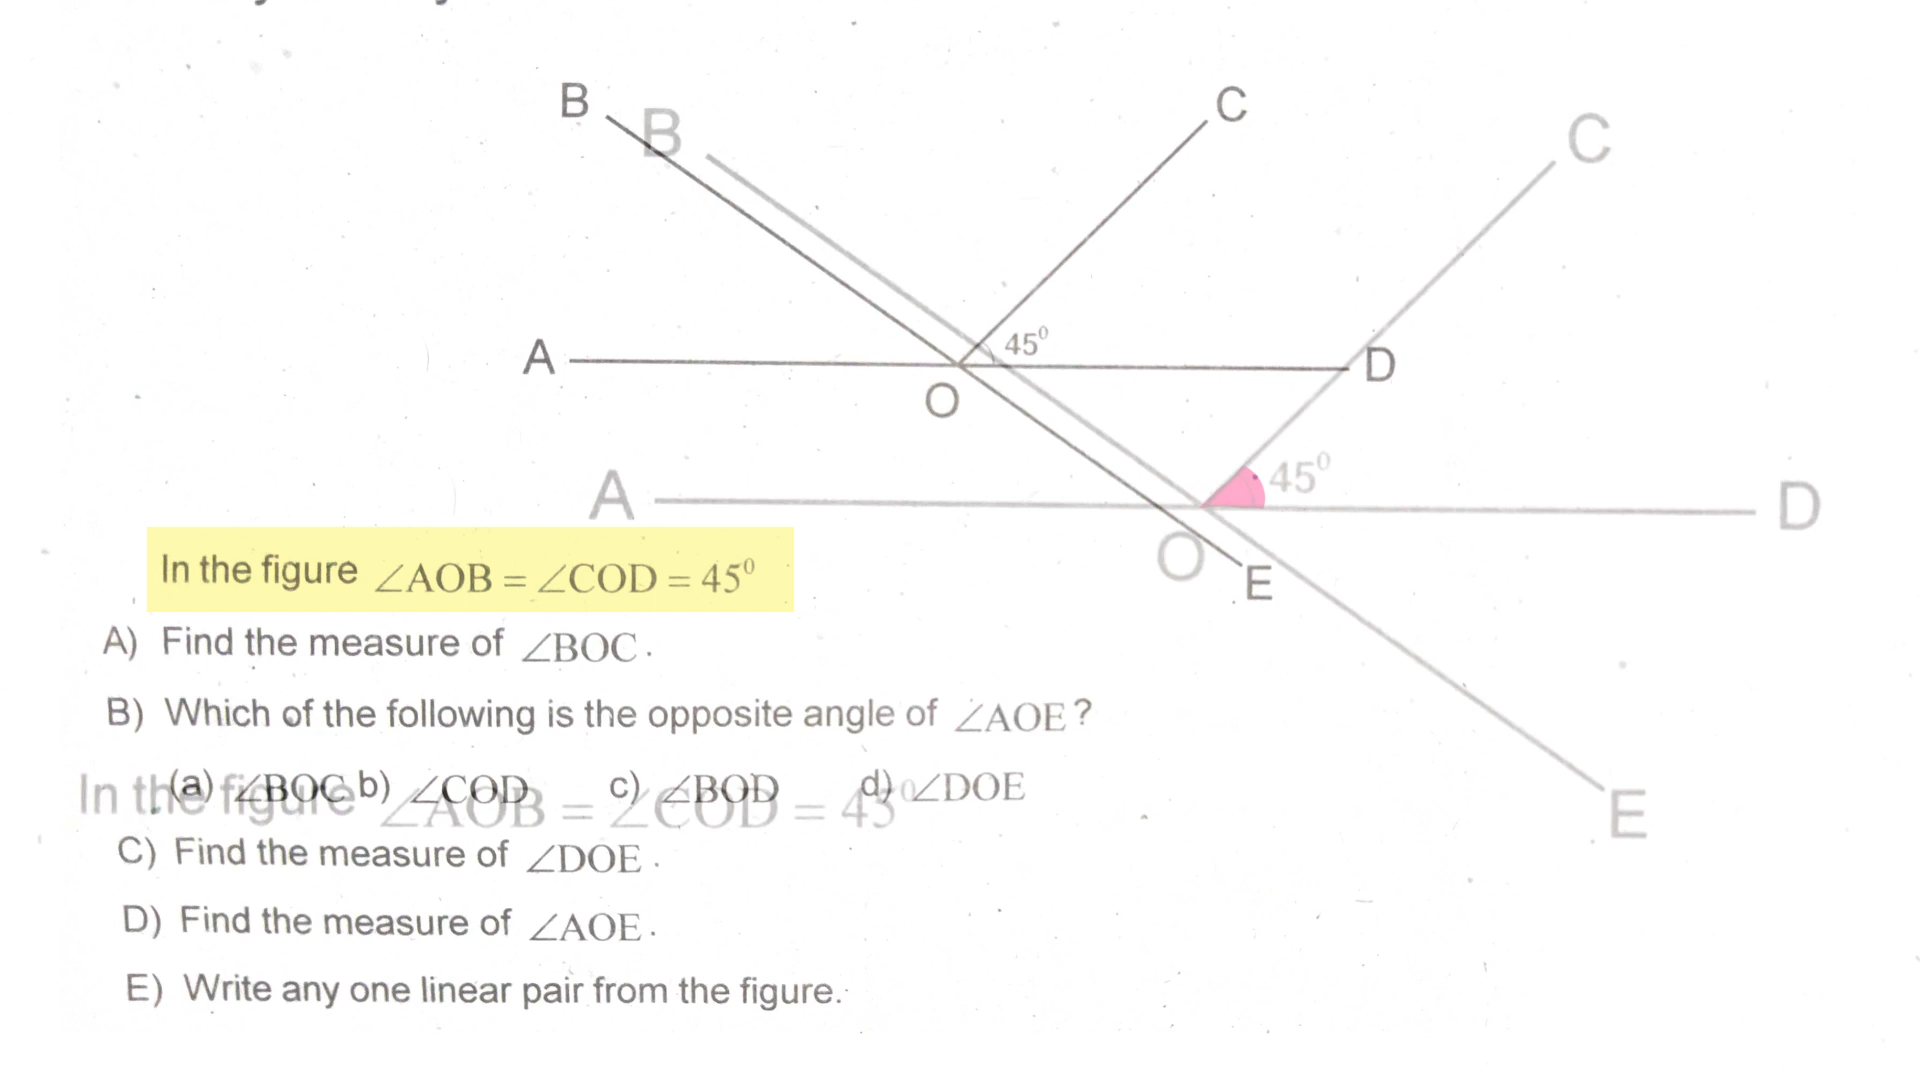 B
B
C
C
45⁰
A
D
O
45⁰
A
D
O
E
In the figure ∠AOB = ∠COD = 45⁰
A) Find the measure of ∠BOC.
B) Which of the following is the opposite angle of ∠AOE?
(a) ∠BOC b) ∠COD c) ∠BOD d) ∠DOE
In the figure ∠AOB = ∠COD = 45⁰
E
C) Find the measure of ∠DOE.
D) Find the measure of ∠AOE.
E) Write any one linear pair from the figure.